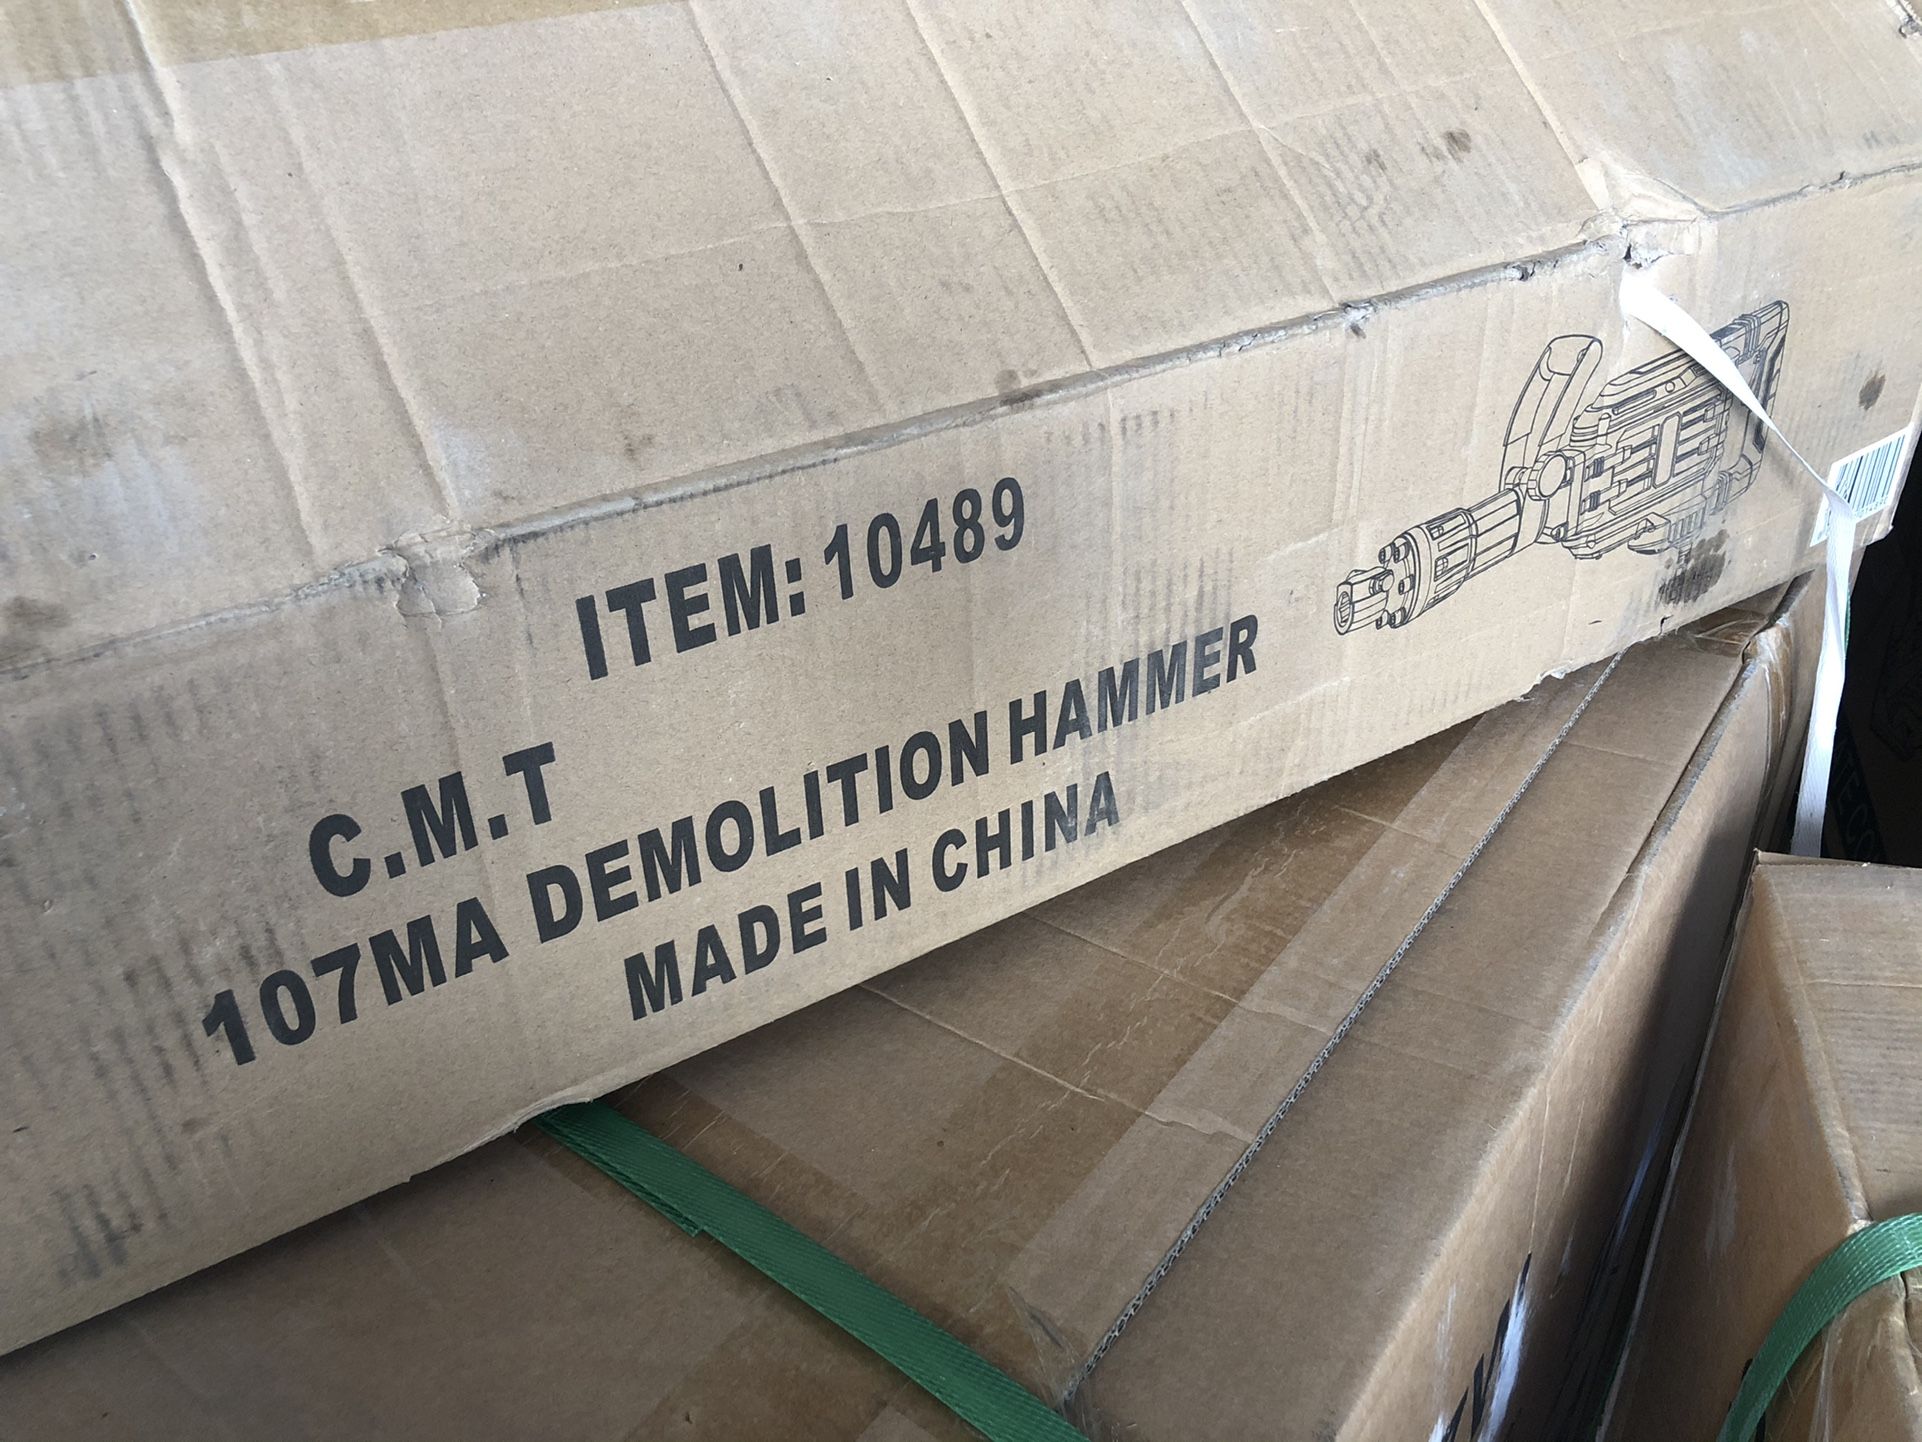 ITEM: 10489
C.M.T
107MA DEMOLITION HAMMER
MADE IN CHINA